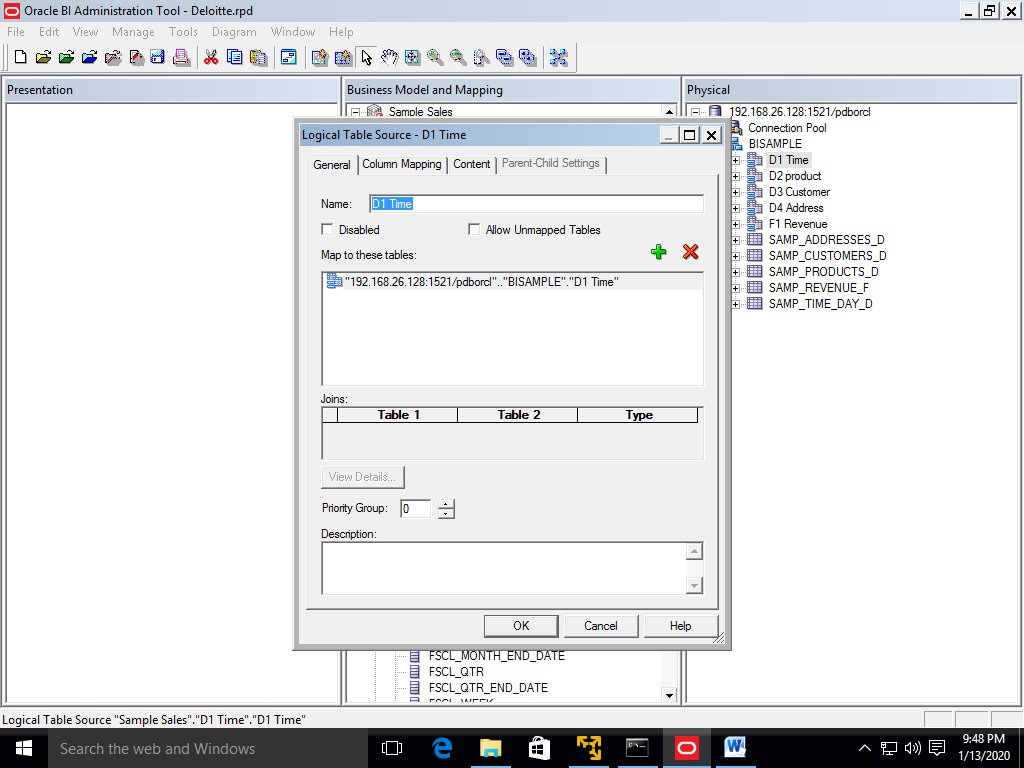 Oracle BI Administration Tool - Deloitte.rpd
File Edit View Manage Tools Diagram Window Help
Presentation
Business Model and Mapping
Physical
Sample Sales
192.168.26.128:1521/pdborcl
Connection Pool
BISAMPLE
D1 Time
D2 product
D3 Customer
D4 Address
F1 Revenue
SAMP_ADDRESSES_D
SAMP_CUSTOMERS_D
SAMP_PRODUCTS_D
SAMP_REVENUE_F
SAMP_TIME_DAY_D
Logical Table Source - D1 Time
General Column Mapping Content Parent-Child Settings
Name: D1 Time
Disabled Allow Unmapped Tables
Map to these tables:
"192.168.26.128:1521/pdborcl".."BISAMPLE"."D1 Time"
Joins:
Table 1 Table 2 Type
View Details...
Priority Group: 0
Description:
OK Cancel Help
FSCL_MONTH_END_DATE
FSCL_QTR
FSCL_QTR_END_DATE
FSCL_WEEK
Logical Table Source "Sample Sales"."D1 Time"."D1 Time"
Search the web and Windows
9:48 PM
1/13/2020